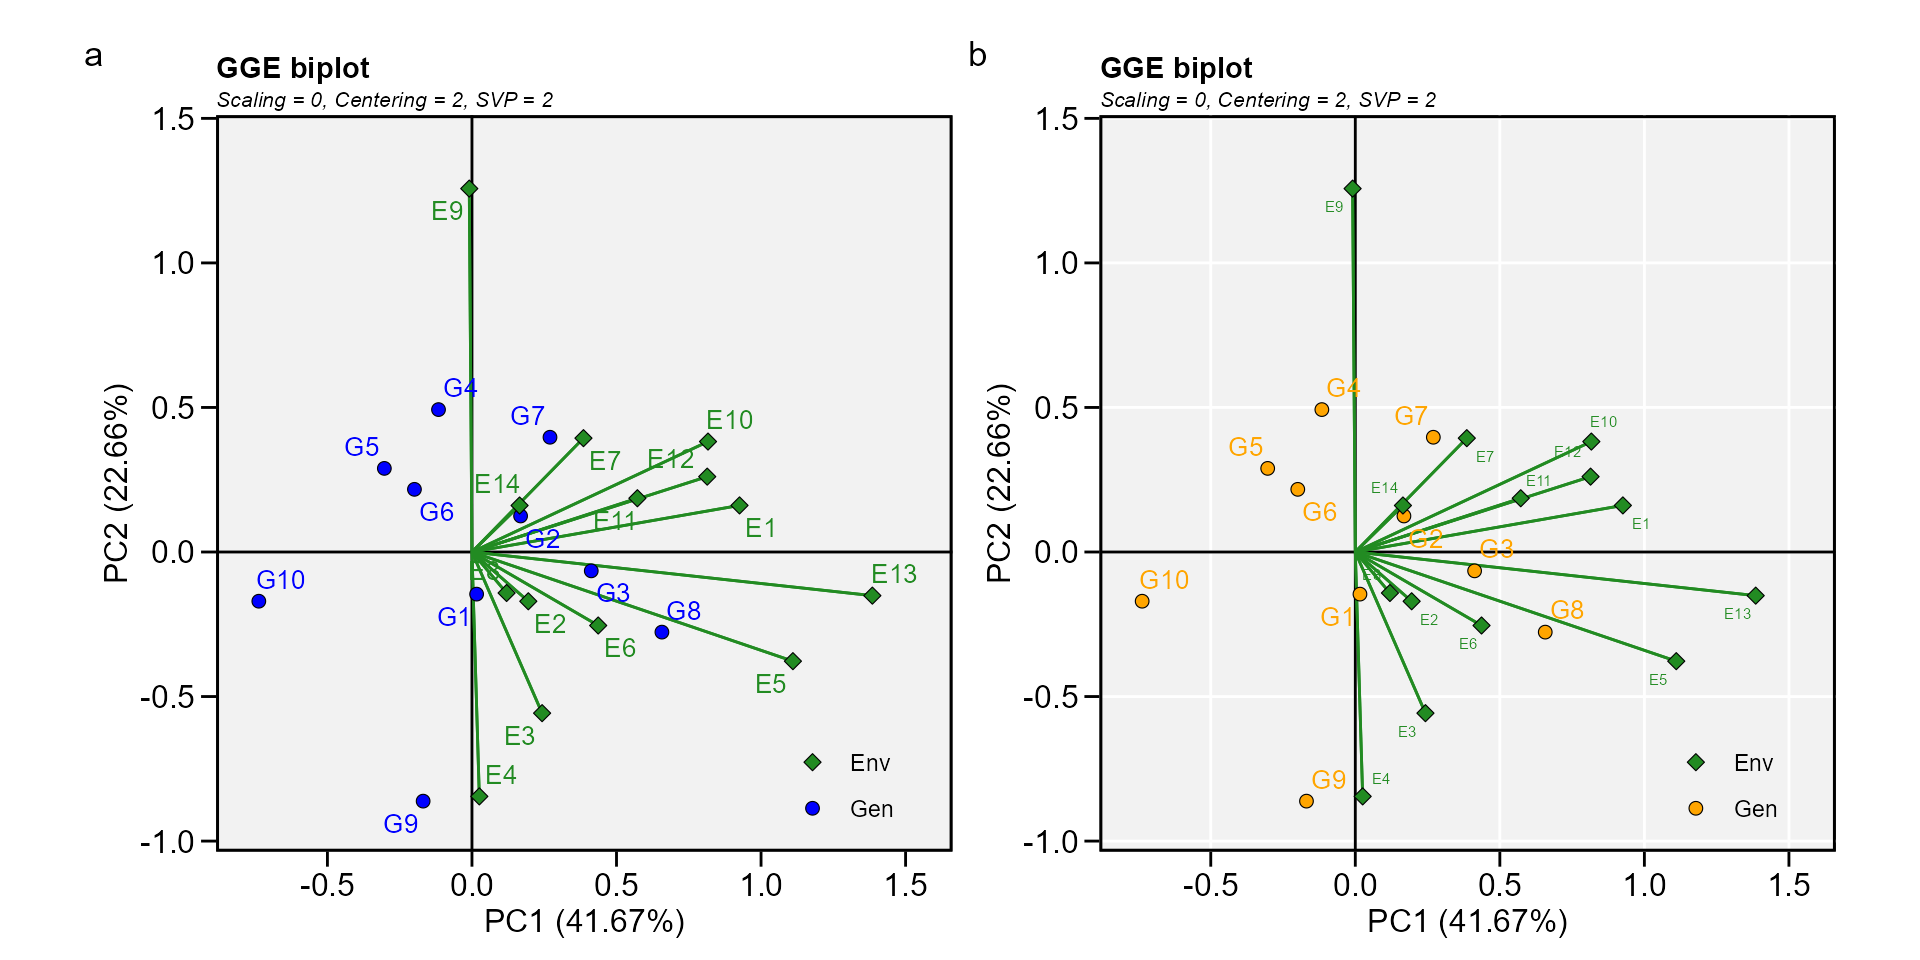 a
GGE biplot
Scaling = 0, Centering = 2, SVP = 2
1.5
1.0
0.5
0.0
-0.5
-1.0
PC2 (22.66%)
E9
G4
G7
E10
G5
E7
E12
E14
G6
E11
E1
G2
G10
E13
G3
G1
E2
G8
E6
E5
E3
E4
G9
Env
Gen
-0.5
0.0
0.5
1.0
1.5
PC1 (41.67%)
b
GGE biplot
Scaling = 0, Centering = 2, SVP = 2
1.5
1.0
0.5
0.0
-0.5
-1.0
PC2 (22.66%)
E9
G4
G7
E10
G5
E7
E12
E14
E11
G6
E1
G2
G3
G10
E13
G1
E2
G8
E6
E5
E3
E4
G9
Env
Gen
-0.5
0.0
0.5
1.0
1.5
PC1 (41.67%)